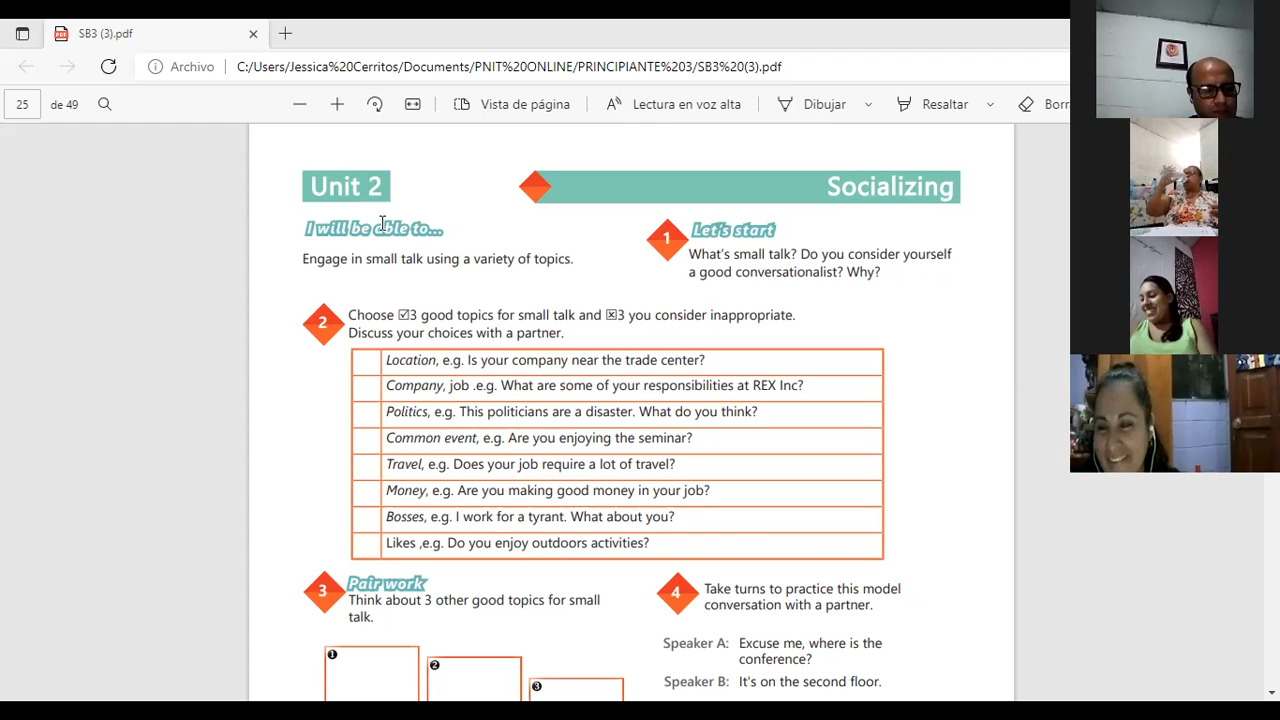 SB3 (3).pdf
Archivo
C:/Users/Jessica%20Cerritos/Documents/PNIT%20ONLINE/PRINCIPIANTE%203/SB3%20(3).pdf
25
de 49
Vista de página
Lectura en voz alta
Dibujar
Resaltar
Borr
Unit 2
Socializing
I will be able to...
Engage in small talk using a variety of topics.
1
Let's start
What's small talk? Do you consider yourself
a good conversationalist? Why?
2
Choose ☑3 good topics for small talk and ☒3 you consider inappropriate.
Discuss your choices with a partner.
Location, e.g. Is your company near the trade center?
Company, job .e.g. What are some of your responsibilities at REX Inc?
Politics, e.g. This politicians are a disaster. What do you think?
Common event, e.g. Are you enjoying the seminar?
Travel, e.g. Does your job require a lot of travel?
Money, e.g. Are you making good money in your job?
Bosses, e.g. I work for a tyrant. What about you?
Likes ,e.g. Do you enjoy outdoors activities?
3
Pair work
Think about 3 other good topics for small
talk.
❶
❷
❸
4
Take turns to practice this model
conversation with a partner.
Speaker A: Excuse me, where is the
conference?
Speaker B: It's on the second floor.